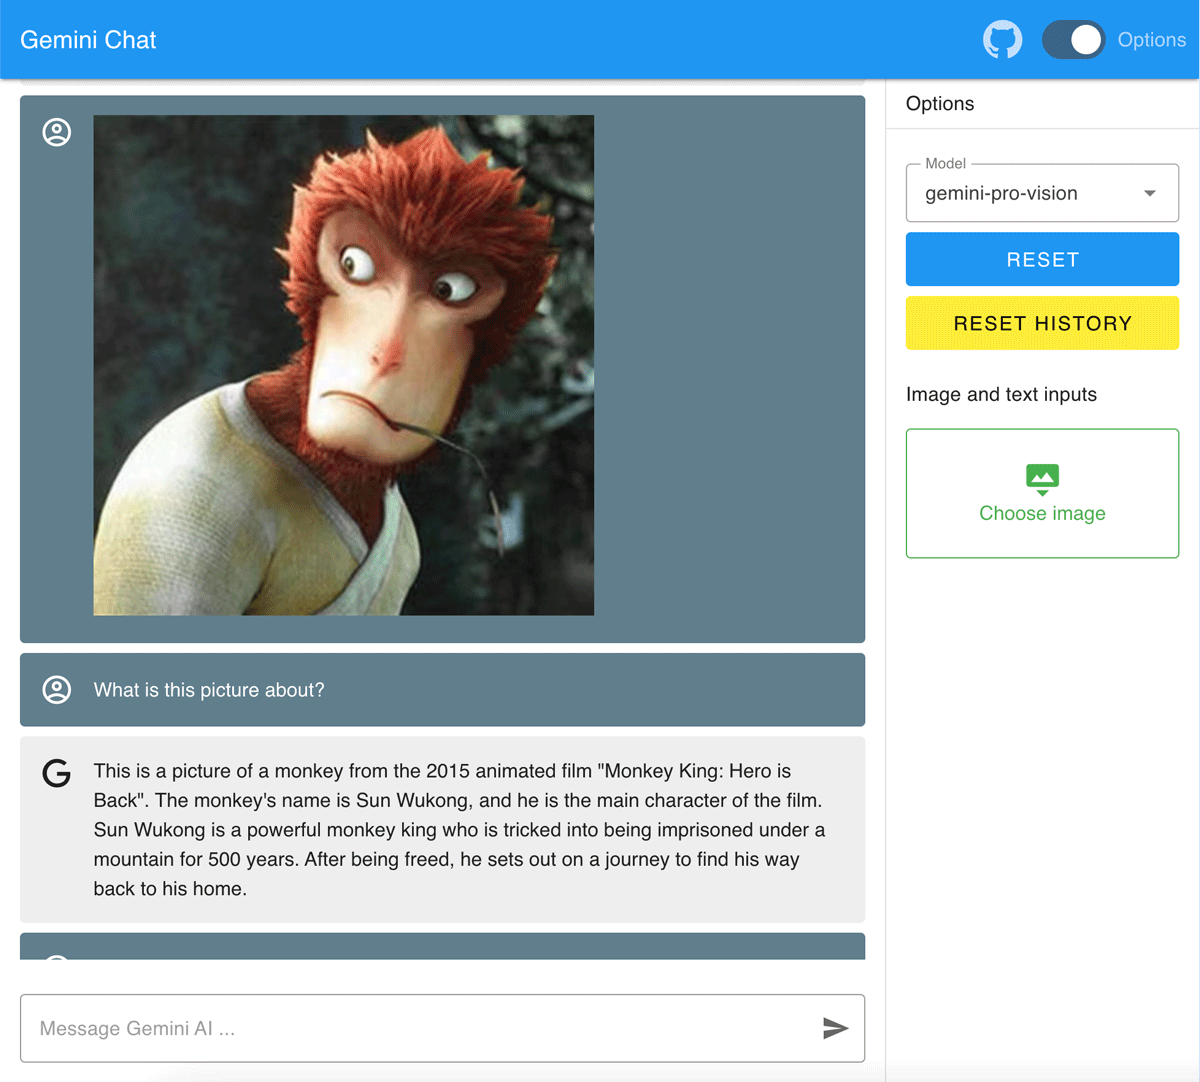 Gemini Chat
Options
What is this picture about?
This is a picture of a monkey from the 2015 animated film "Monkey King: Hero is
Back". The monkey's name is Sun Wukong, and he is the main character of the film.
Sun Wukong is a powerful monkey king who is tricked into being imprisoned under a
mountain for 500 years. After being freed, he sets out on a journey to find his way
back to his home.
Message Gemini AI ...
Options
Model
gemini-pro-vision
RESET
RESET HISTORY
Image and text inputs
Choose image